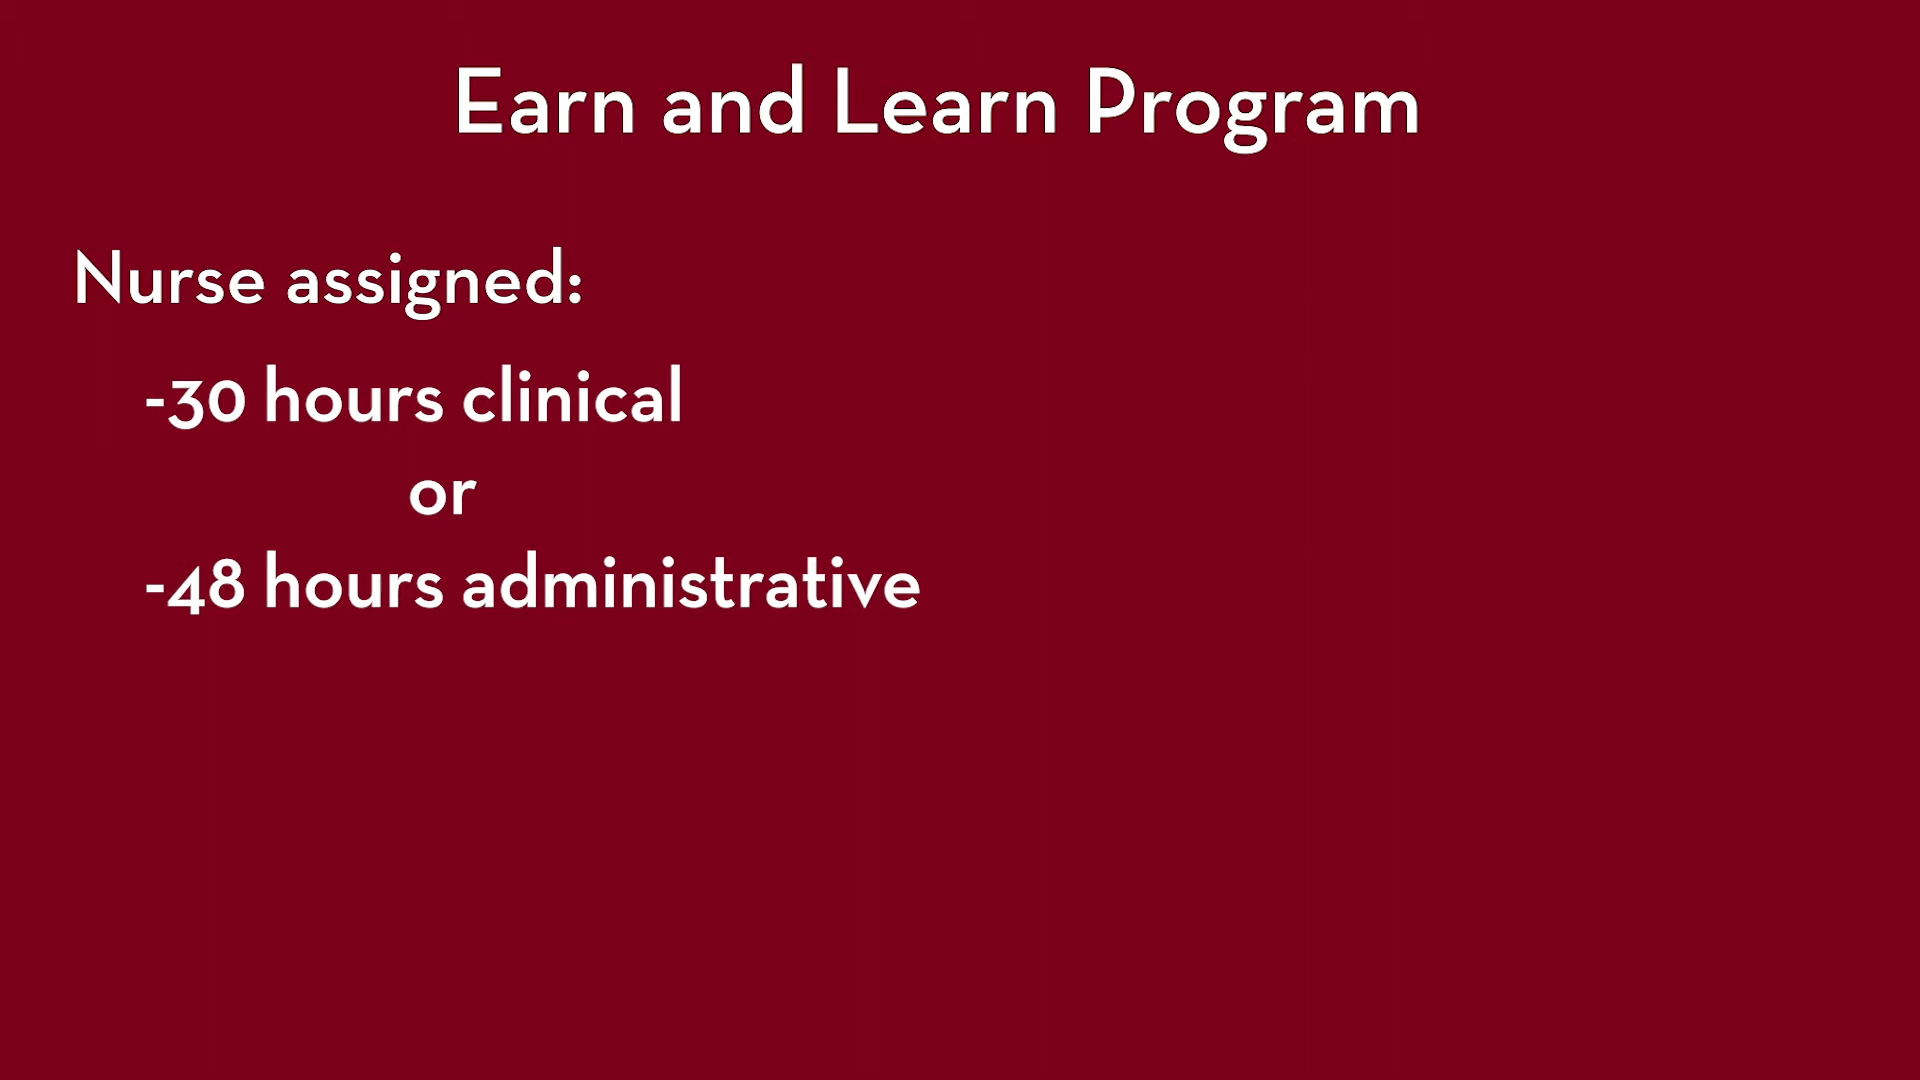 Earn and Learn Program
Nurse assigned:
-30 hours clinical
or
-48 hours administrative